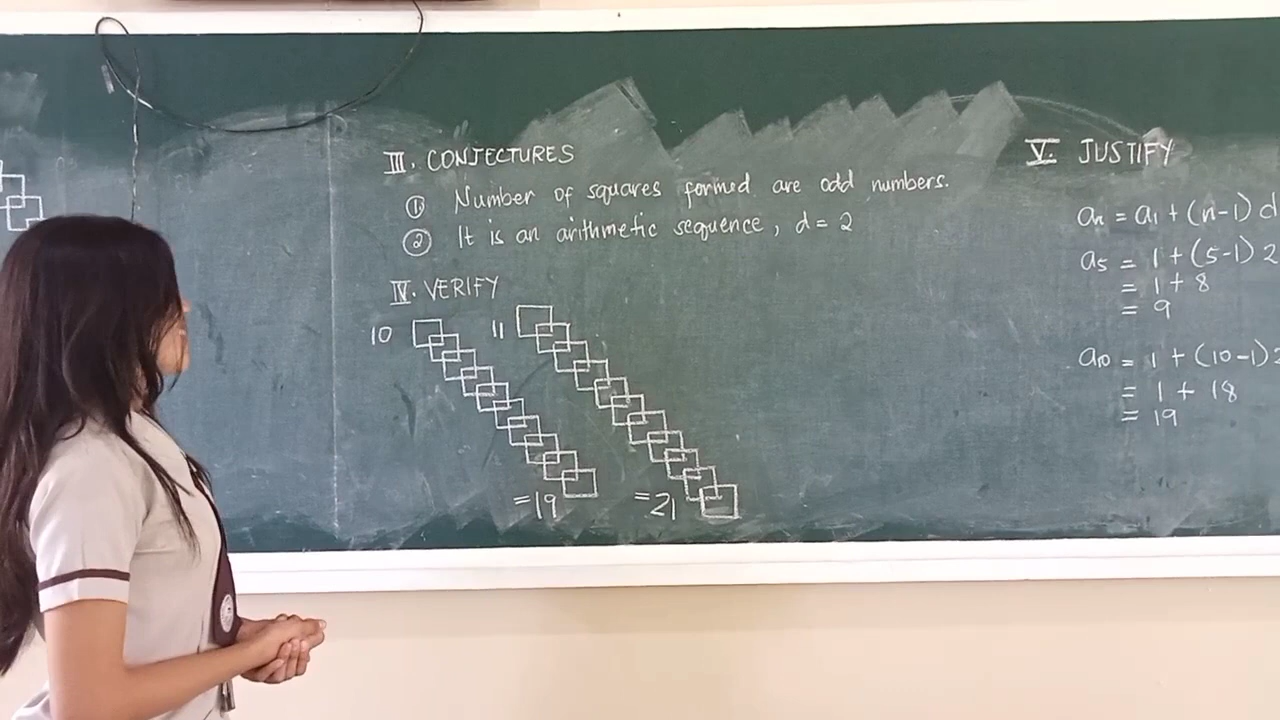 III. CONJECTURES
① Number of squares formed are odd numbers.
② It is an arithmetic sequence, d = 2
IV. VERIFY
10
11
= 19
= 21
V. JUSTIFY
aₙ = a₁ + (n-1) d
a₅ = 1 + (5-1) 2
= 1 + 8
= 9
a₁₀ = 1 + (10-1) 2
= 1 + 18
= 19